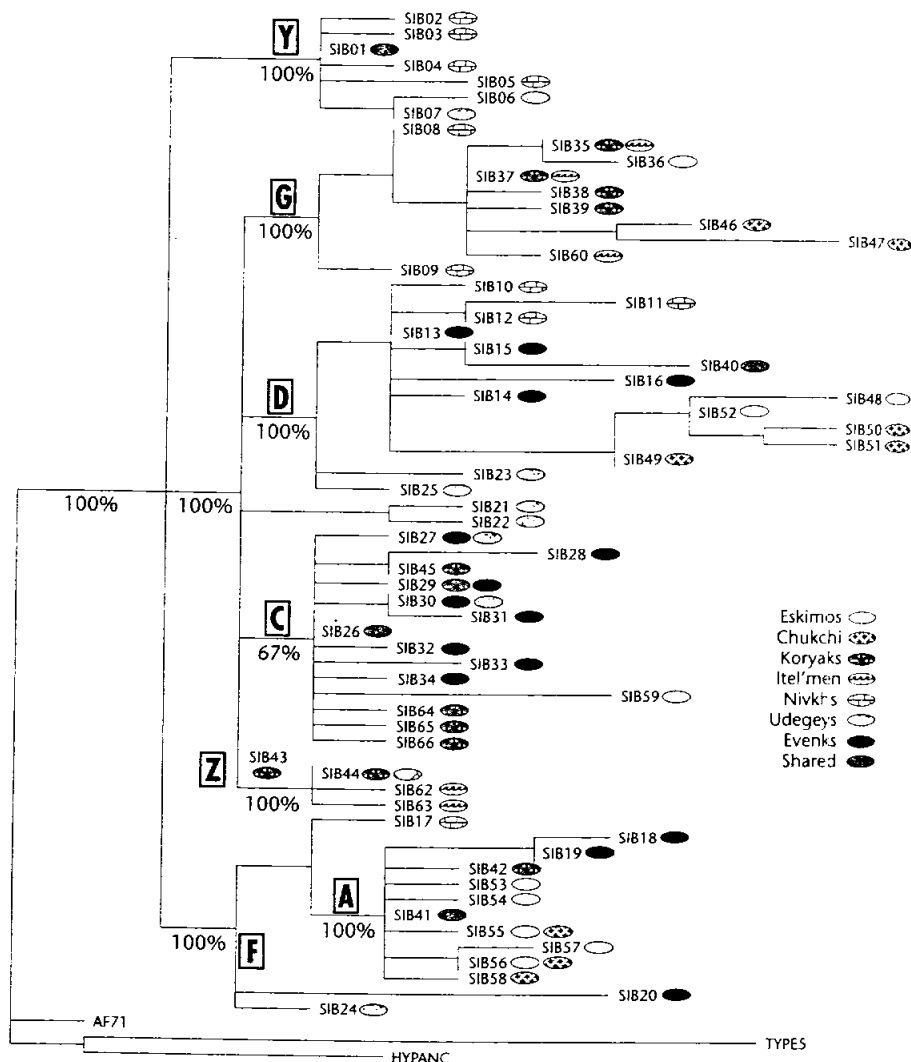 SIB02
SIB03
Y
SIB01
100%
SIB04
SIB05
SIB06
SIB07
SIB08
SIB35
SIB36
SIB37
G
SIB38
SIB39
100%
SIB46
SIB47
SIB60
SIB09
SIB10
SIB11
SIB12
SIB13
SIB15
SIB40
SIB16
D
SIB14
SIB48
SIB52
100%
SIB50
SIB51
SIB49
SIB23
SIB25
100%
100%
SIB21
SIB22
SIB27
SIB28
SIB45
SIB29
SIB30
C
SIB31
SIB26
67%
SIB32
SIB33
SIB34
SIB59
SIB64
SIB65
SIB66
Eskimos
Chukchi
Koryaks
Itel'men
Nivkhs
Udegeys
Evenks
Shared
Z
SIB43
SIB44
100%
SIB62
SIB63
SIB17
SIB18
SIB19
SIB42
A
SIB53
SIB54
SIB41
100%
SIB55
100%
F
SIB57
SIB56
SIB58
SIB20
SIB24
AF71
TYPE5
HYPANC